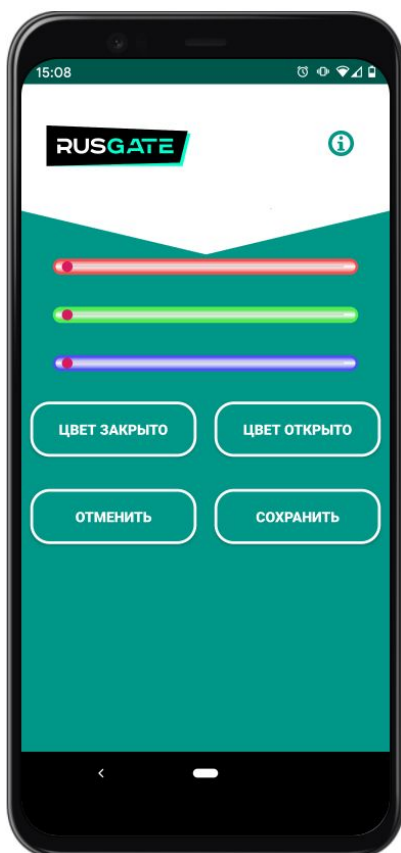 15:08
RUSGATE
ЦВЕТ ЗАКРЫТО
ЦВЕТ ОТКРЫТО
ОТМЕНИТЬ
СОХРАНИТЬ